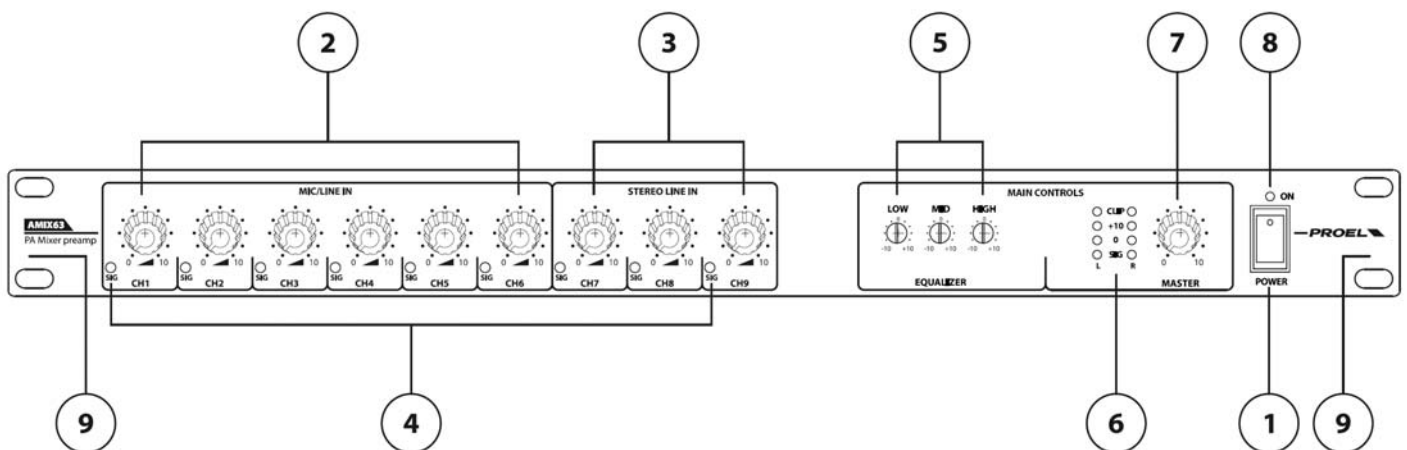 2 3 5 7 8
MIC/LINE IN STEREO LINE IN MAIN CONTROLS
ON
AMIX63
PA Mixer preamp
LOW MID HIGH
0 0 0
-10 +10 -10 +10 -10 +10
CLIP
+10
0
SIG
L R
PROEL
0 10 0 10 0 10 0 10 0 10 0 10 0 10 0 10 0 10 0 10
SIG SIG SIG SIG SIG SIG SIG SIG SIG
CH1 CH2 CH3 CH4 CH5 CH6 CH7 CH8 CH9 EQUALIZER MASTER POWER
9 4 6 1 9